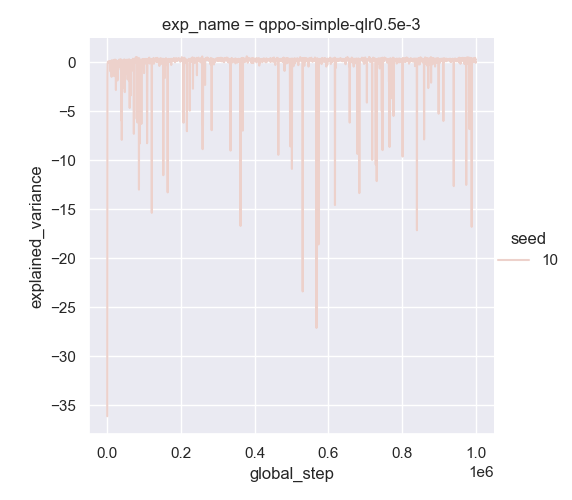 exp_name = qppo-simple-qlr0.5e-3
0
−5
−10
−15
−20
−25
−30
−35
explained_variance
0.0 0.2 0.4 0.6 0.8 1.0
1e6
global_step
seed
10